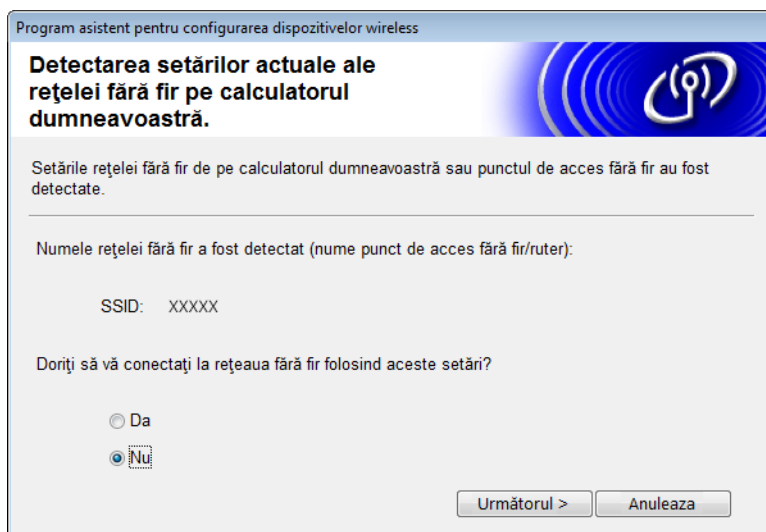 Program asistent pentru configurarea dispozitivelor wireless
Detectarea setărilor actuale ale
reţelei fără fir pe calculatorul
dumneavoastră.
Setările reţelei fără fir de pe calculatorul dumneavoastră sau punctul de acces fără fir au fost
detectate.
Numele reţelei fără fir a fost detectat (nume punct de acces fără fir/ruter):
SSID: XXXXX
Doriţi să vă conectaţi la reţeaua fără fir folosind aceste setări?
Da
Nu
Următorul >
Anuleaza